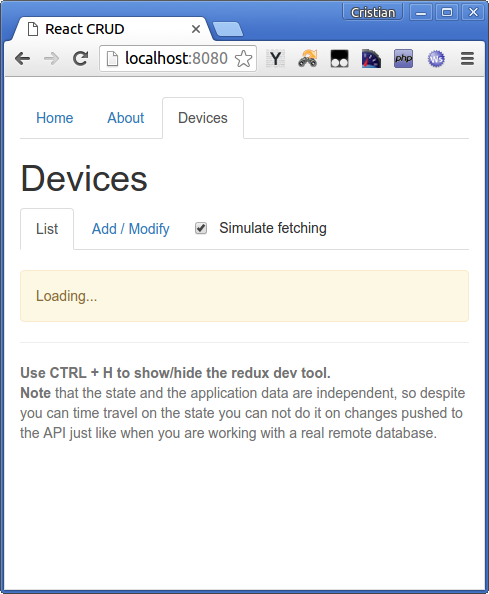 Cristian
React CRUD
localhost:8080
Y php Ws
Home About Devices
Devices
List Add / Modify Simulate fetching
Loading...
Use CTRL + H to show/hide the redux dev tool.
Note that the state and the application data are independent, so despite
you can time travel on the state you can not do it on changes pushed to
the API just like when you are working with a real remote database.